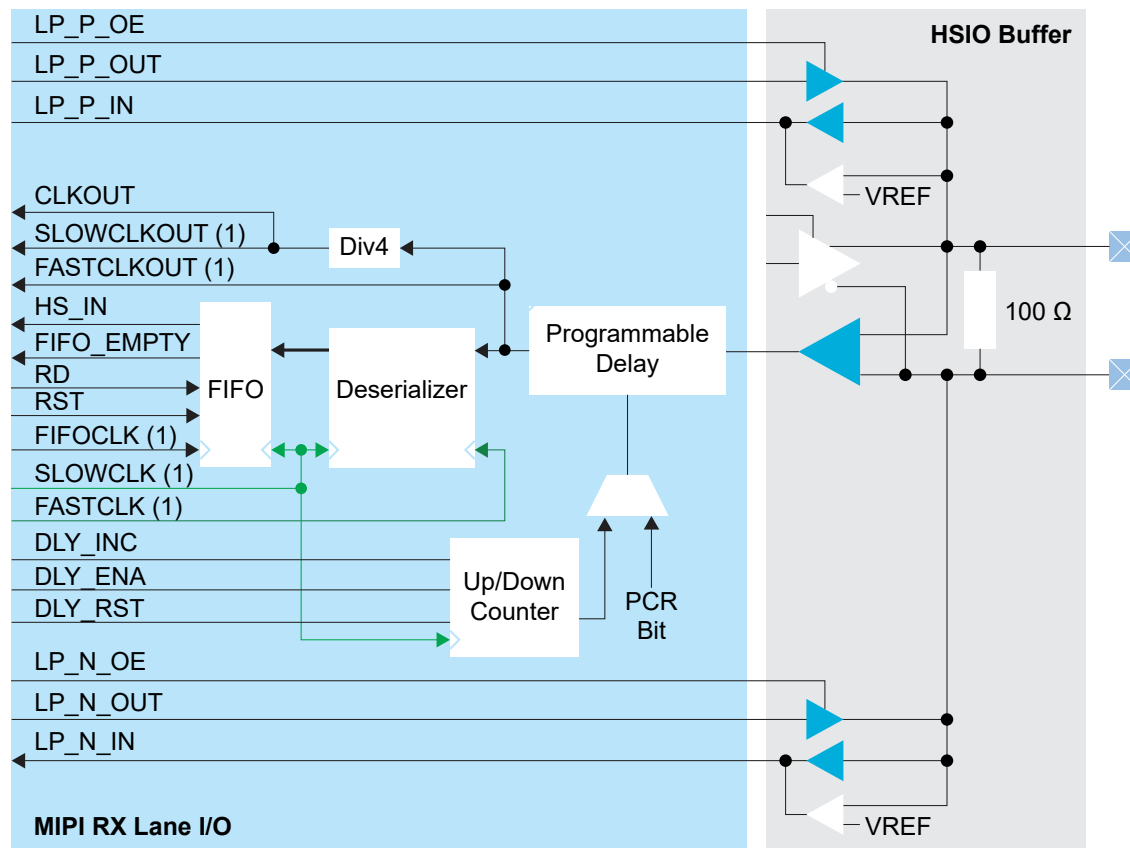 LP_P_OE
HSIO Buffer
LP_P_OUT
LP_P_IN
VREF
CLKOUT
SLOWCLKOUT (1)
Div4
FASTCLKOUT (1)
HS_IN
FIFO_EMPTY
RD
RST
FIFOCLK (1)
SLOWCLK (1)
FASTCLK (1)
FIFO
Deserializer
Programmable
Delay
100 Ω
DLY_INC
DLY_ENA
DLY_RST
Up/Down
Counter
PCR
Bit
LP_N_OE
LP_N_OUT
LP_N_IN
VREF
MIPI RX Lane I/O